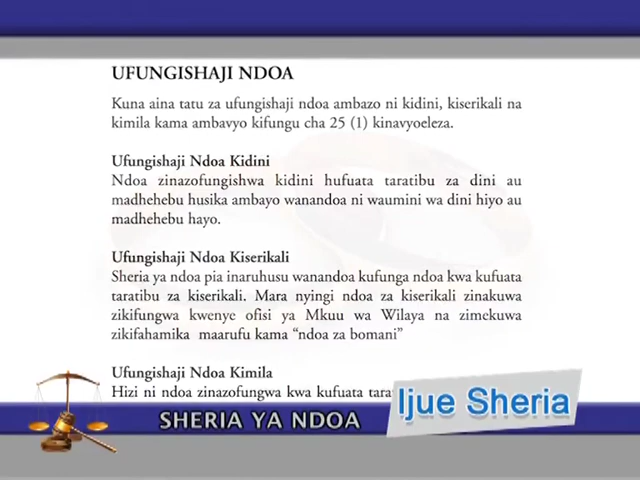 UFUNGISHAJI NDOA
Kuna aina tatu za ufungishaji ndoa ambazo ni kidini, kiserikali na
kimila kama ambavyo kifungu cha 25 (1) kinavyoeleza.
Ufungishaji Ndoa Kidini
Ndoa zinazofungishwa kidini hufuata taratibu za dini au
madhehebu husika ambayo wanandoa ni waumini wa dini hiyo au
madhehebu hayo.
Ufungishaji Ndoa Kiserikali
Sheria ya ndoa pia inaruhusu wanandoa kufunga ndoa kwa kufuata
taratibu za kiserikali. Mara nyingi ndoa za kiserikali zinakuwa
zikifungwa kwenye ofisi ya Mkuu wa Wilaya na zimekuwa
zikifahamika maarufu kama “ndoa za bomani”
Ufungishaji Ndoa Kimila
Hizi ni ndoa zinazofungwa kwa kufuata
Ijue Sheria
SHERIA YA NDOA